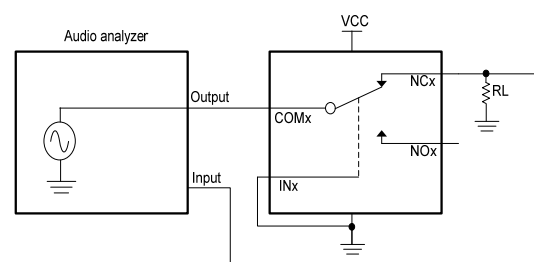 VCC
Audio analyzer
NCx
RL
Output
COMx
NOx
Input
INx